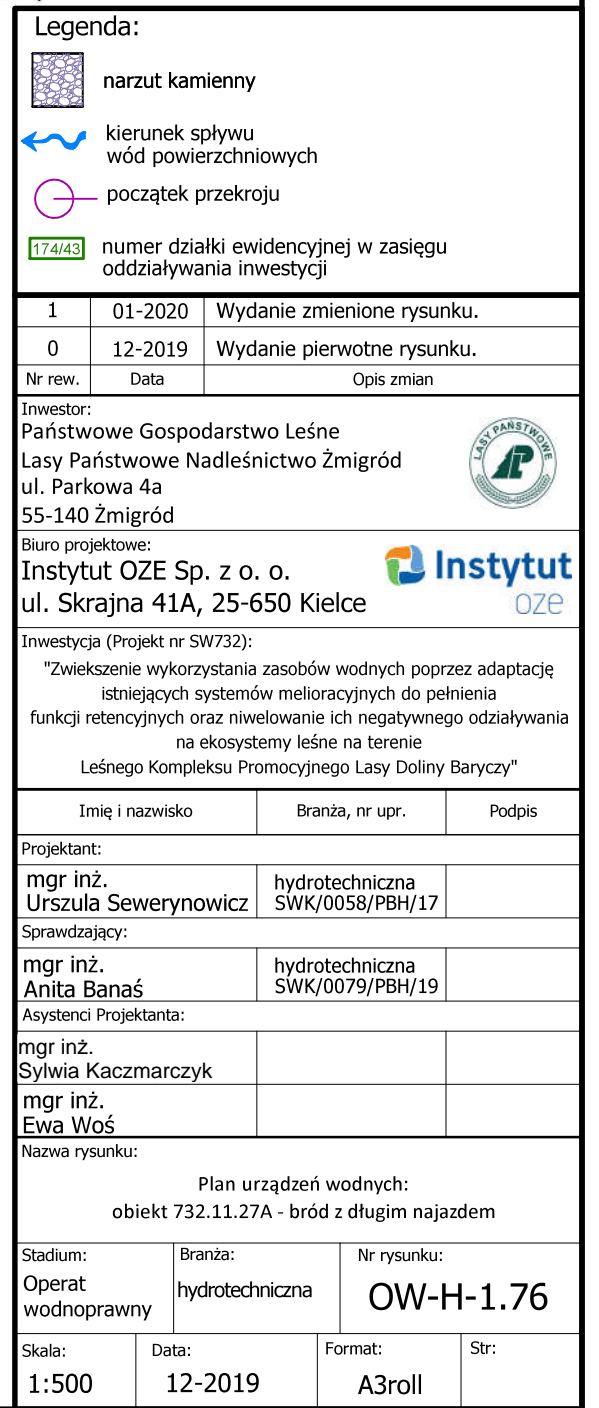 Legenda:
narzut kamienny
kierunek spływu
wód powierzchniowych
początek przekroju
174/43
numer działki ewidencyjnej w zasięgu
oddziaływania inwestycji
1 01-2020 Wydanie zmienione rysunku.
0 12-2019 Wydanie pierwotne rysunku.
Nr rew. Data Opis zmian
Inwestor:
Państwowe Gospodarstwo Leśne
Lasy Państwowe Nadleśnictwo Żmigród
ul. Parkowa 4a
55-140 Żmigród
LASY PAŃSTWOWE
Biuro projektowe:
Instytut OZE Sp. z o. o.
ul. Skrajna 41A, 25-650 Kielce
Instytut
oze
Inwestycja (Projekt nr SW732):
"Zwiekszenie wykorzystania zasobów wodnych poprzez adaptację
istniejących systemów melioracyjnych do pełnienia
funkcji retencyjnych oraz niwelowanie ich negatywnego odziaływania
na ekosystemy leśne na terenie
Leśnego Kompleksu Promocyjnego Lasy Doliny Baryczy"
Imię i nazwisko Branża, nr upr. Podpis
Projektant:
mgr inż.
Urszula Sewerynowicz
hydrotechniczna
SWK/0058/PBH/17
Sprawdzający:
mgr inż.
Anita Banaś
hydrotechniczna
SWK/0079/PBH/19
Asystenci Projektanta:
mgr inż.
Sylwia Kaczmarczyk
mgr inż.
Ewa Woś
Nazwa rysunku:
Plan urządzeń wodnych:
obiekt 732.11.27A - bród z długim najazdem
Stadium:
Operat
wodnoprawny
Branża:
hydrotechniczna
Nr rysunku:
OW-H-1.76
Skala:
1:500
Data:
12-2019
Format:
A3roll
Str: